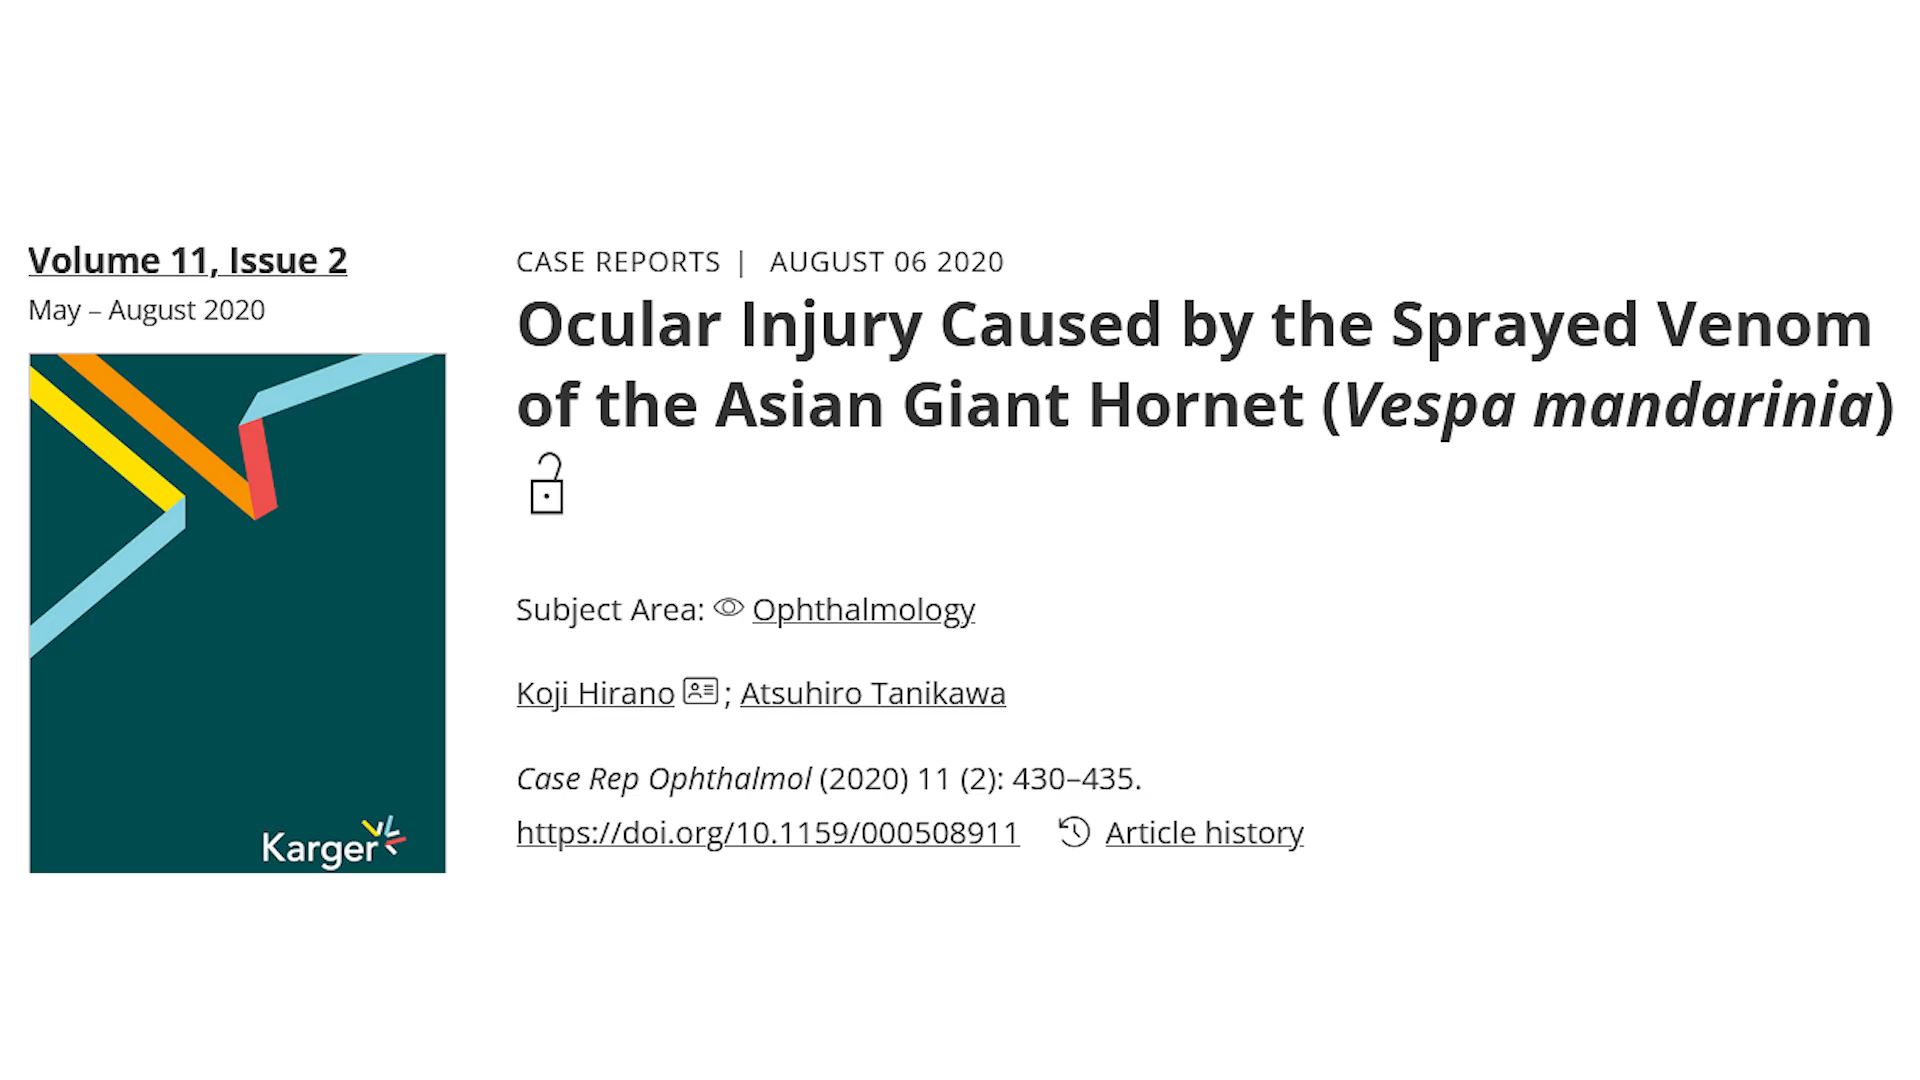 Volume 11, Issue 2
May – August 2020
Karger
CASE REPORTS | AUGUST 06 2020
Ocular Injury Caused by the Sprayed Venom
of the Asian Giant Hornet (Vespa mandarinia)
Subject Area: Ophthalmology
Koji Hirano ; Atsuhiro Tanikawa
Case Rep Ophthalmol (2020) 11 (2): 430–435.
https://doi.org/10.1159/000508911 Article history